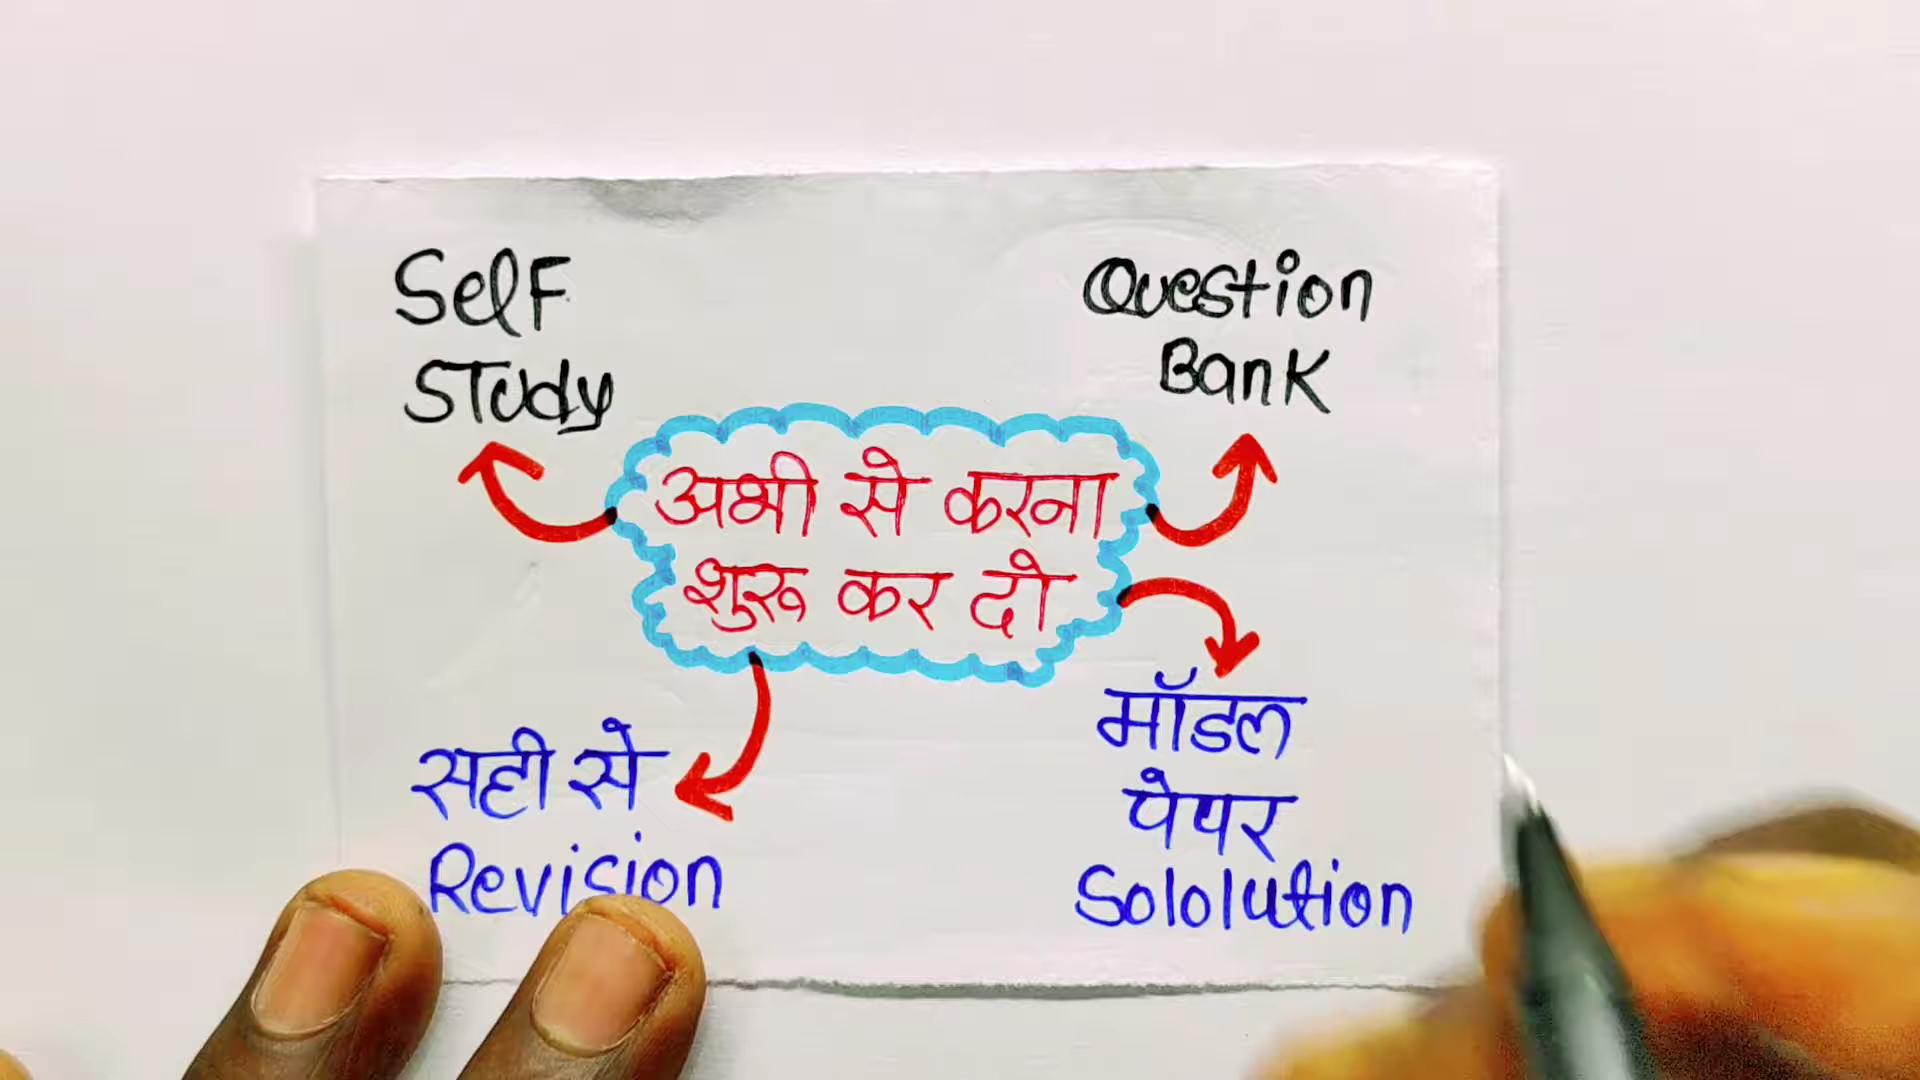 Self
Study
Question
Bank
अभी से करना
शुरू कर दो
सही से
Revision
मॉडल
पेपर
Sololution